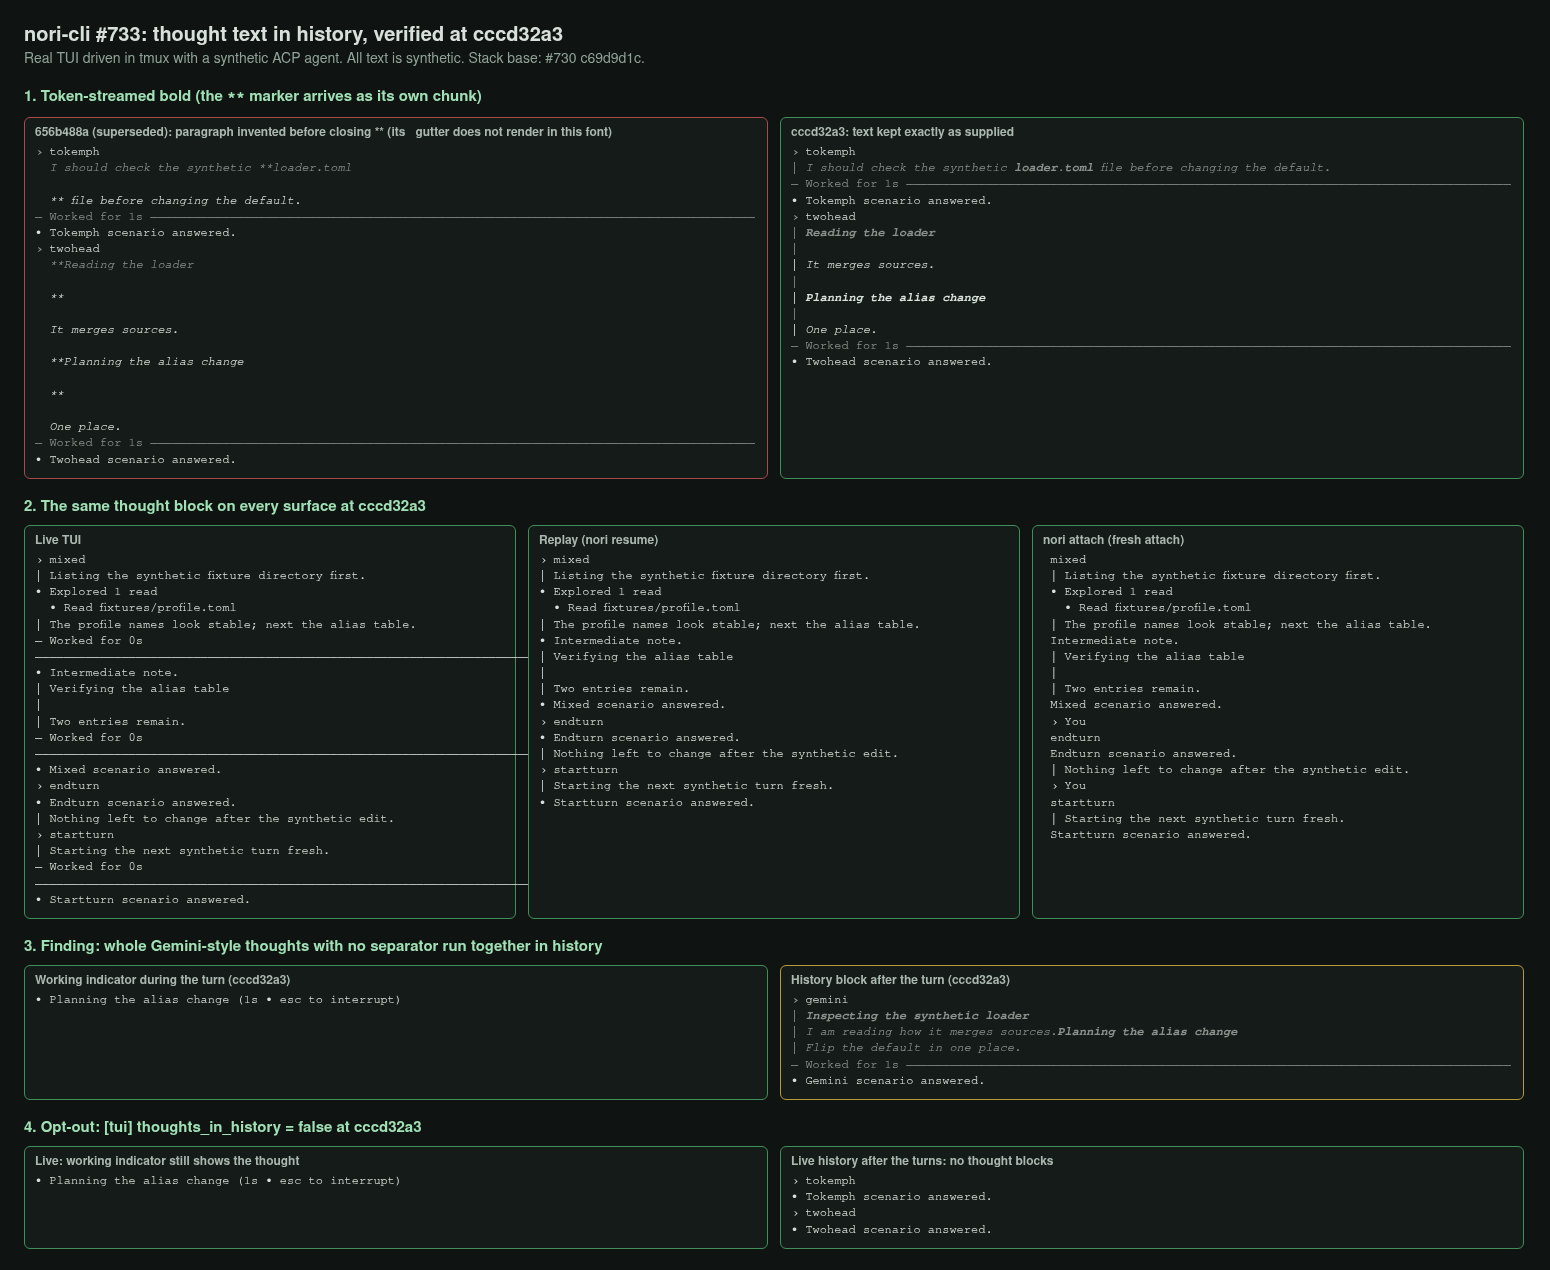 nori-cli #733: thought text in history, verified at cccd32a3
Real TUI driven in tmux with a synthetic ACP agent. All text is synthetic. Stack base: #730 c69d9d1c.
1. Token-streamed bold (the ** marker arrives as its own chunk)
656b488a (superseded): paragraph invented before closing ** (its   gutter does not render in this font)
› tokemph
I should check the synthetic **loader.toml
** file before changing the default.
— Worked for 1s ————————————————
• Tokemph scenario answered.
› twohead
**Reading the loader
**
It merges sources.
**Planning the alias change
**
One place.
— Worked for 1s ————————————————
• Twohead scenario answered.
cccd32a3: text kept exactly as supplied
› tokemph
│ I should check the synthetic loader.toml file before changing the default.
— Worked for 1s ————————————————
• Tokemph scenario answered.
› twohead
│ Reading the loader
│
│ It merges sources.
│
│ Planning the alias change
│
│ One place.
— Worked for 1s ————————————————
• Twohead scenario answered.
2. The same thought block on every surface at cccd32a3
Live TUI
› mixed
│ Listing the synthetic fixture directory first.
• Explored 1 read
• Read fixtures/profile.toml
│ The profile names look stable; next the alias table.
— Worked for 0s
————————————————
• Intermediate note.
│ Verifying the alias table
│
│ Two entries remain.
— Worked for 0s
————————————————
• Mixed scenario answered.
› endturn
• Endturn scenario answered.
│ Nothing left to change after the synthetic edit.
› startturn
│ Starting the next synthetic turn fresh.
— Worked for 0s
————————————————
• Startturn scenario answered.
Replay (nori resume)
› mixed
│ Listing the synthetic fixture directory first.
• Explored 1 read
• Read fixtures/profile.toml
│ The profile names look stable; next the alias table.
• Intermediate note.
│ Verifying the alias table
│
│ Two entries remain.
• Mixed scenario answered.
› endturn
• Endturn scenario answered.
│ Nothing left to change after the synthetic edit.
› startturn
│ Starting the next synthetic turn fresh.
• Startturn scenario answered.
nori attach (fresh attach)
mixed
│ Listing the synthetic fixture directory first.
• Explored 1 read
• Read fixtures/profile.toml
│ The profile names look stable; next the alias table.
Intermediate note.
│ Verifying the alias table
│
│ Two entries remain.
Mixed scenario answered.
› You
endturn
Endturn scenario answered.
│ Nothing left to change after the synthetic edit.
› You
startturn
│ Starting the next synthetic turn fresh.
Startturn scenario answered.
3. Finding: whole Gemini-style thoughts with no separator run together in history
Working indicator during the turn (cccd32a3)
• Planning the alias change (1s • esc to interrupt)
History block after the turn (cccd32a3)
› gemini
│ Inspecting the synthetic loader
│ I am reading how it merges sources.Planning the alias change
│ Flip the default in one place.
— Worked for 1s ————————————————
• Gemini scenario answered.
4. Opt-out: [tui] thoughts_in_history = false at cccd32a3
Live: working indicator still shows the thought
• Planning the alias change (1s • esc to interrupt)
Live history after the turns: no thought blocks
› tokemph
• Tokemph scenario answered.
› twohead
• Twohead scenario answered.